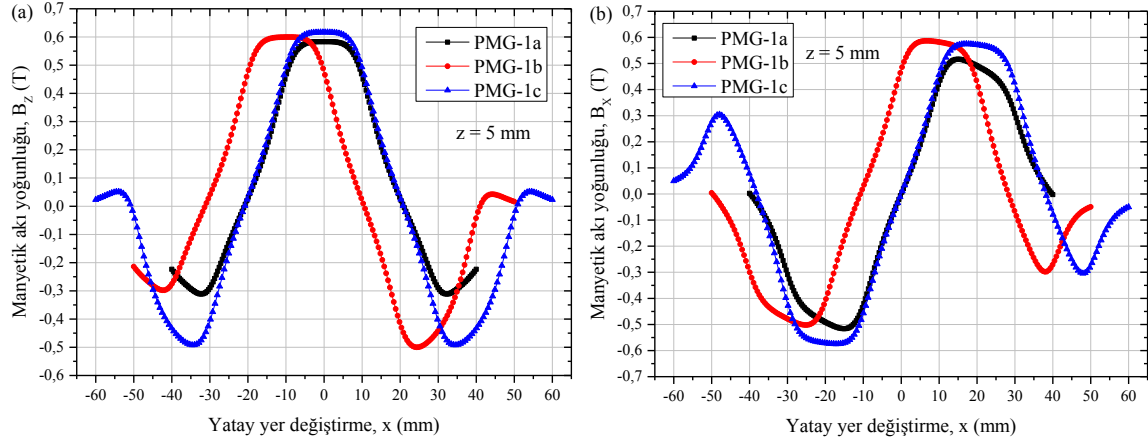 (a)
0,7
0,6
0,5
0,4
0,3
0,2
0,1
0,0
0,1
-0,2
-0,3
0,4
0,5
0,6
Manyetik akı yoğunluğu, B_z (T)
PMG-1a
PMG-1b
PMG-1c
z = 5 mm
-60 -50 -40 -30 -20 -10 0 10 20 30 40 50 60
Yatay yer değiştirme, x (mm)
(b)
0,7
0,6
0,5
0,4
0,3
0,2
0,1
0,0
-0,1
-0,2
-0,3
-0,4
-0,5
-0,6
-0,7
Manyetik akı yoğunluğu, B_x (T)
PMG-1a
PMG-1b
PMG-1c
z = 5 mm
-60 -50 -40 -30 -20 -10 0 10 20 30 40 50 60
Yatay yer değiştirme, x (mm)